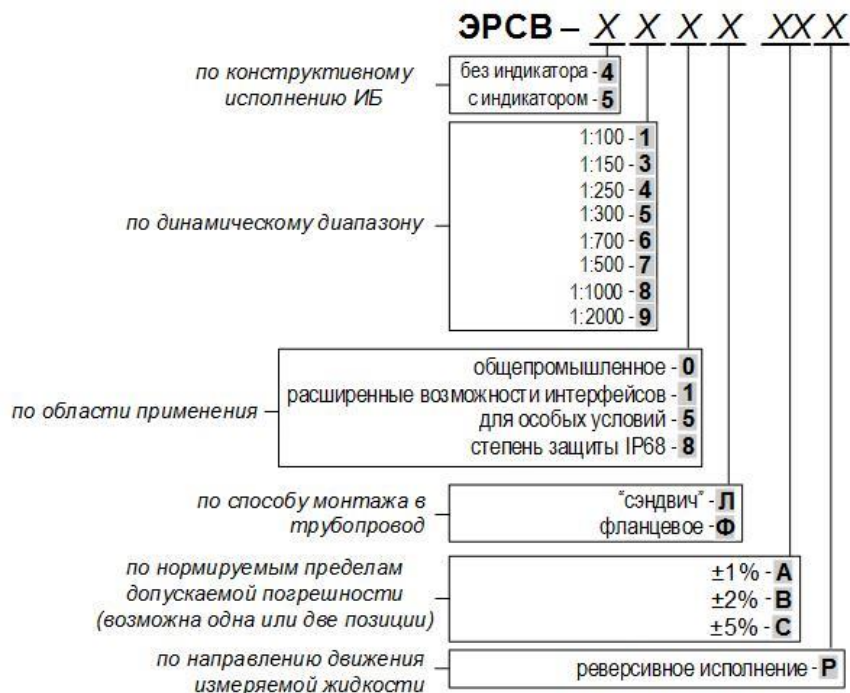 ЭРСВ – X X X X XX X
по конструктивному
исполнению ИБ
без индикатора - 4
с индикатором - 5
по динамическому диапазону
1:100 - 1
1:150 - 3
1:250 - 4
1:300 - 5
1:700 - 6
1:500 - 7
1:1000 - 8
1:2000 - 9
по области применения
общепромышленное - 0
расширенные возможности интерфейсов - 1
для особых условий - 5
степень защиты IP68 - 8
по способу монтажа в
трубопровод
"сэндвич" - Л
фланцевое - Ф
по нормируемым пределам
допускаемой погрешности
(возможна одна или две позиции)
±1% - А
±2% - В
±5% - С
по направлению движения
измеряемой жидкости
реверсивное исполнение - Р